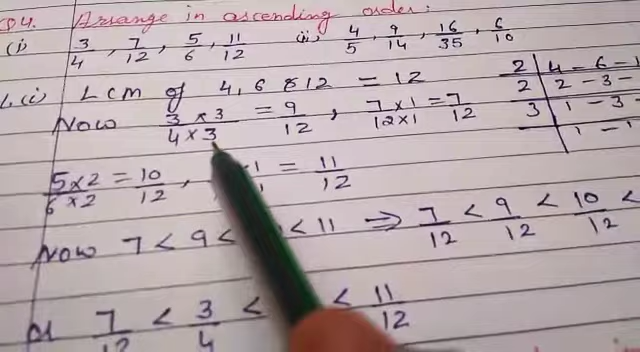 Q4. Arrange in ascending order:
(i) 3/4, 7/12, 5/6, 11/12 (ii) 4/5, 9/14, 16/35, 6/10
(i) LCM of 4, 6 & 12 = 12
2 | 4 - 6 - 1
2 | 2 - 3 -
3 | 1 - 3 -
1 - 1
Now 3 × 3/4 × 3 = 9/12, 7 × 1/12 × 1 = 7/12
5 × 2/6 × 2 = 10/12, = 11/12
Now 7 < 9 < < 11 ⇒ 7/12 < 9/12 < 10/12 <
7/12 < 3/4 < < 11/12